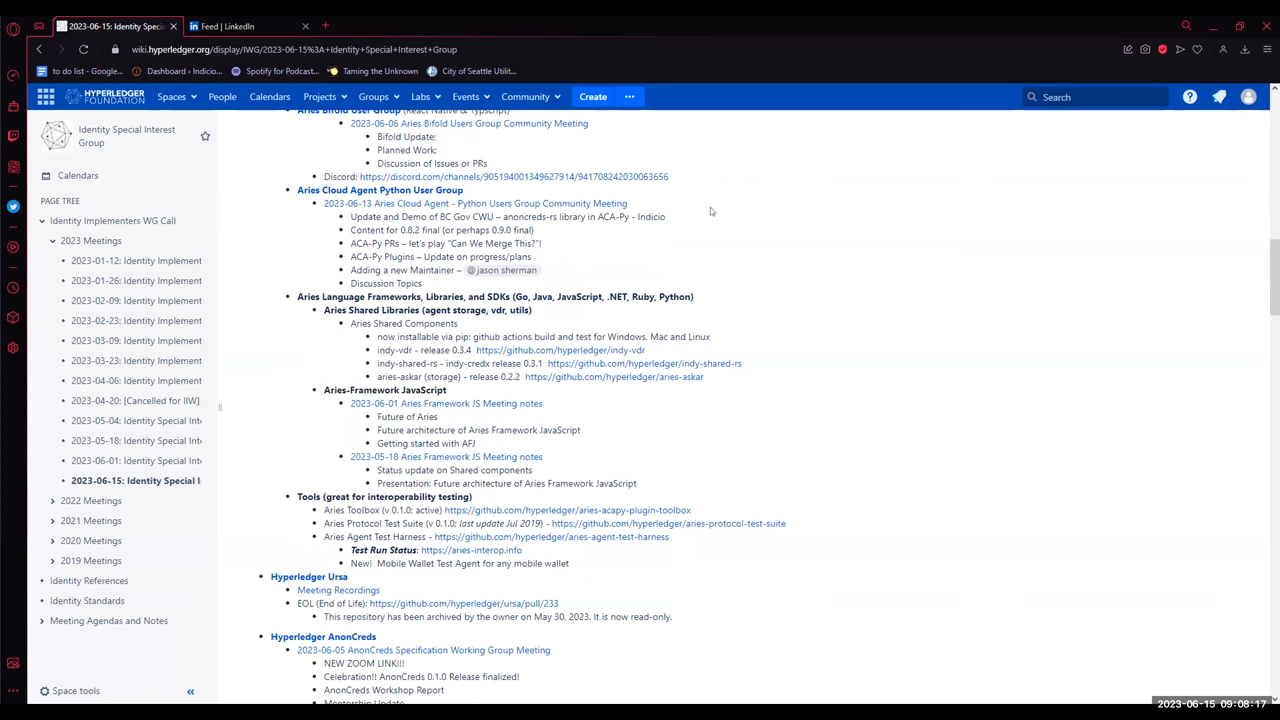 2023-06-15: Identity Speci
Feed | LinkedIn
wiki.hyperledger.org/display/IWG/2023-06-15%3A+Identity+Special+Interest+Group
to do list - Google...
Dashboard ‹ Indicio...
Spotify for Podcast...
Taming the Unknown
City of Seattle Utilit...
HYPERLEDGER FOUNDATION
Spaces
People
Calendars
Projects
Groups
Labs
Events
Community
Create
Search
Identity Special Interest
Group
Calendars
PAGE TREE
Identity Implementers WG Call
2023 Meetings
2023-01-12: Identity Implement
2023-01-26: Identity Implement
2023-02-09: Identity Implement
2023-02-23: Identity Implement
2023-03-09: Identity Implement
2023-03-23: Identity Implement
2023-04-06: Identity Implement
2023-04-20: [Cancelled for IIW]
2023-05-04: Identity Special Int
2023-05-18: Identity Special Int
2023-06-01: Identity Special Int
2023-06-15: Identity Special I
2022 Meetings
2021 Meetings
2020 Meetings
2019 Meetings
Identity References
Identity Standards
Meeting Agendas and Notes
Space tools
Aries Bifold User Group (React Native & Typscript)
2023-06-06 Aries Bifold Users Group Community Meeting
Bifold Update;
Planned Work;
Discussion of Issues or PRs
Discord: https://discord.com/channels/905194001349627914/941708242030063656
Aries Cloud Agent Python User Group
2023-06-13 Aries Cloud Agent - Python Users Group Community Meeting
Update and Demo of BC Gov CWU – anoncreds-rs library in ACA-Py - Indicio
Content for 0.8.2 final (or perhaps 0.9.0 final)
ACA-Py PRs – let's play "Can We Merge This?"!
ACA-Py Plugins – Update on progress/plans
Adding a new Maintainer – @jason sherman
Discussion Topics
Aries Language Frameworks, Libraries, and SDKs (Go, Java, JavaScript, .NET, Ruby, Python)
Aries Shared Libraries (agent storage, vdr, utils)
Aries Shared Components
now installable via pip; github actions build and test for Windows, Mac and Linux
indy-vdr - release 0.3.4 https://github.com/hyperledger/indy-vdr
indy-shared-rs - indy-credx release 0.3.1 https://github.com/hyperledger/indy-shared-rs
aries-askar (storage) - release 0.2.2 https://github.com/hyperledger/aries-askar
Aries-Framework JavaScript
2023-06-01 Aries Framework JS Meeting notes
Future of Aries
Future architecture of Aries Framework JavaScript
Getting started with AFJ
2023-05-18 Aries Framework JS Meeting notes
Status update on Shared components
Presentation: Future architecture of Aries Framework JavaScript
Tools (great for interoperability testing)
Aries Toolbox (v 0.1.0; active) https://github.com/hyperledger/aries-acapy-plugin-toolbox
Aries Protocol Test Suite (v 0.1.0; last update Jul 2019) - https://github.com/hyperledger/aries-protocol-test-suite
Aries Agent Test Harness - https://github.com/hyperledger/aries-agent-test-harness
Test Run Status: https://aries-interop.info
New! Mobile Wallet Test Agent for any mobile wallet
Hyperledger Ursa
Meeting Recordings
EOL (End of Life): https://github.com/hyperledger/ursa/pull/233
This repository has been archived by the owner on May 30, 2023. It is now read-only.
Hyperledger AnonCreds
2023-06-05 AnonCreds Specification Working Group Meeting
NEW ZOOM LINK!!!
Celebration!! AnonCreds 0.1.0 Release finalized!
AnonCreds Workshop Report
Mentorship Update
2023-06-15 09:08:17